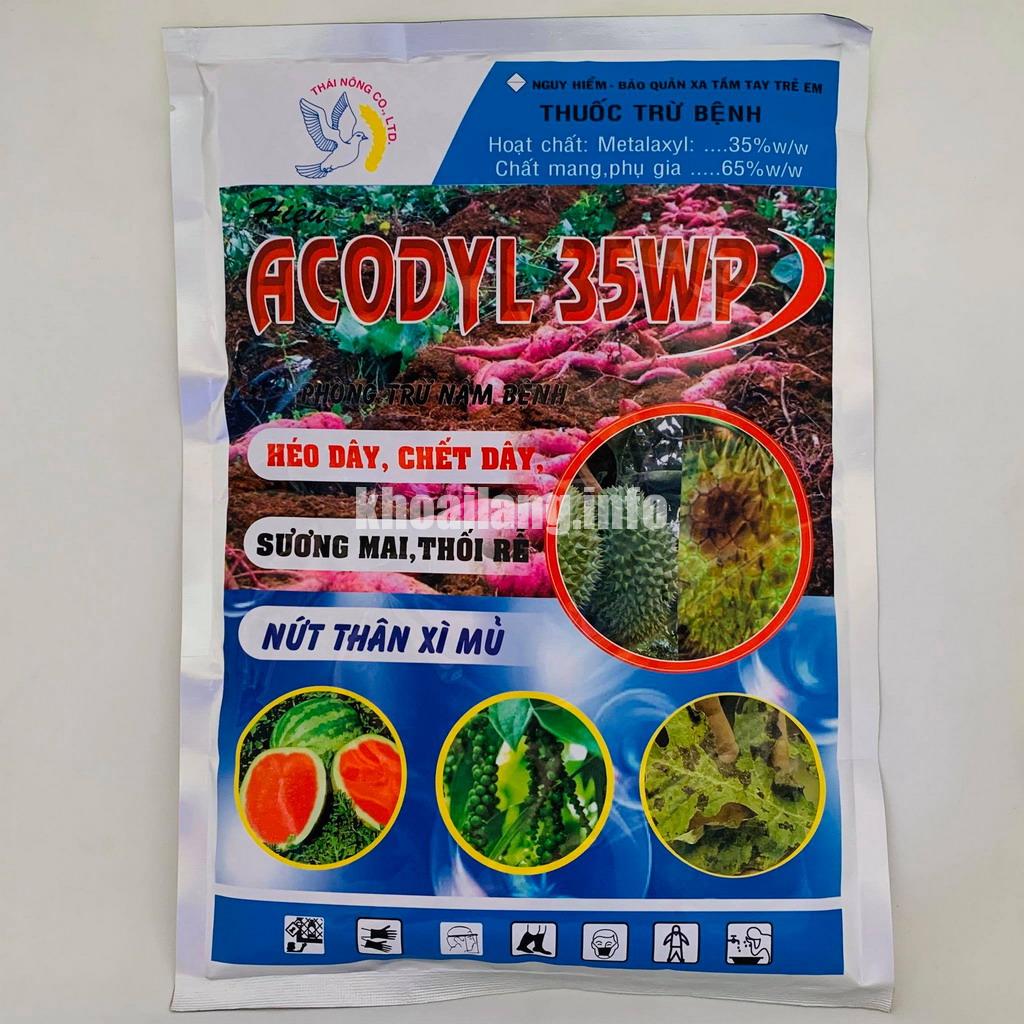 THÁI NÔNG CO., LTD.
NGUY HIỂM - BẢO QUẢN XA TẦM TAY TRẺ EM
THUỐC TRỪ BỆNH
Hoạt chất: Metalaxyl: ....35%w/w
Chất mang,phụ gia .....65%w/w
Hiệu
ACODYL 35WP
PHÒNG TRỪ NẤM BỆNH
HÉO DÂY, CHẾT DÂY,
khoailang.info
SƯƠNG MAI,THỐI RỄ
NỨT THÂN XÌ MỦ